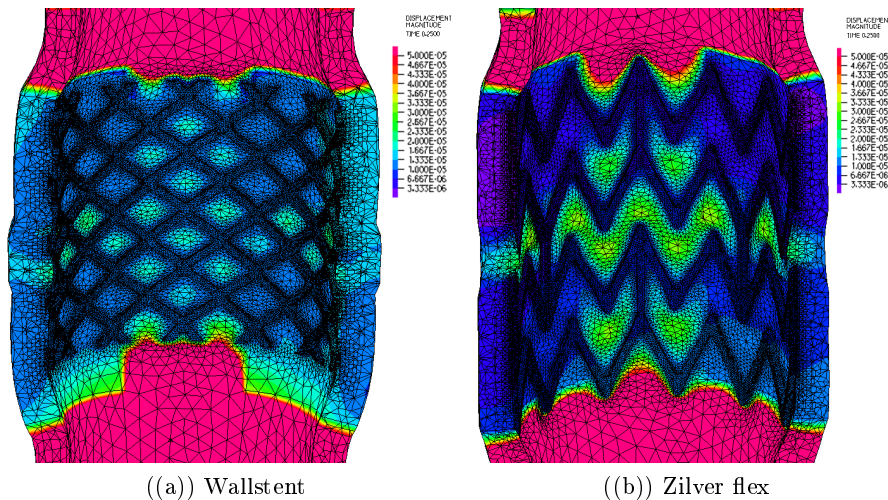 DISPLACEMENT
MAGNITUDE
TIME 0.2500
5.000E-05
4.667E-05
4.333E-05
4.000E-05
3.667E-05
3.333E-05
3.000E-05
2.667E-05
2.333E-05
2.000E-05
1.667E-05
1.333E-05
1.000E-05
6.667E-06
3.333E-06
DISPLACEMENT
MAGNITUDE
TIME 0.2500
5.000E-05
4.667E-05
4.333E-05
4.000E-05
3.667E-05
3.333E-05
3.000E-05
2.667E-05
2.333E-05
2.000E-05
1.667E-05
1.333E-05
1.000E-05
6.667E-06
3.333E-06
((a)) Wallstent
((b)) Zilver flex